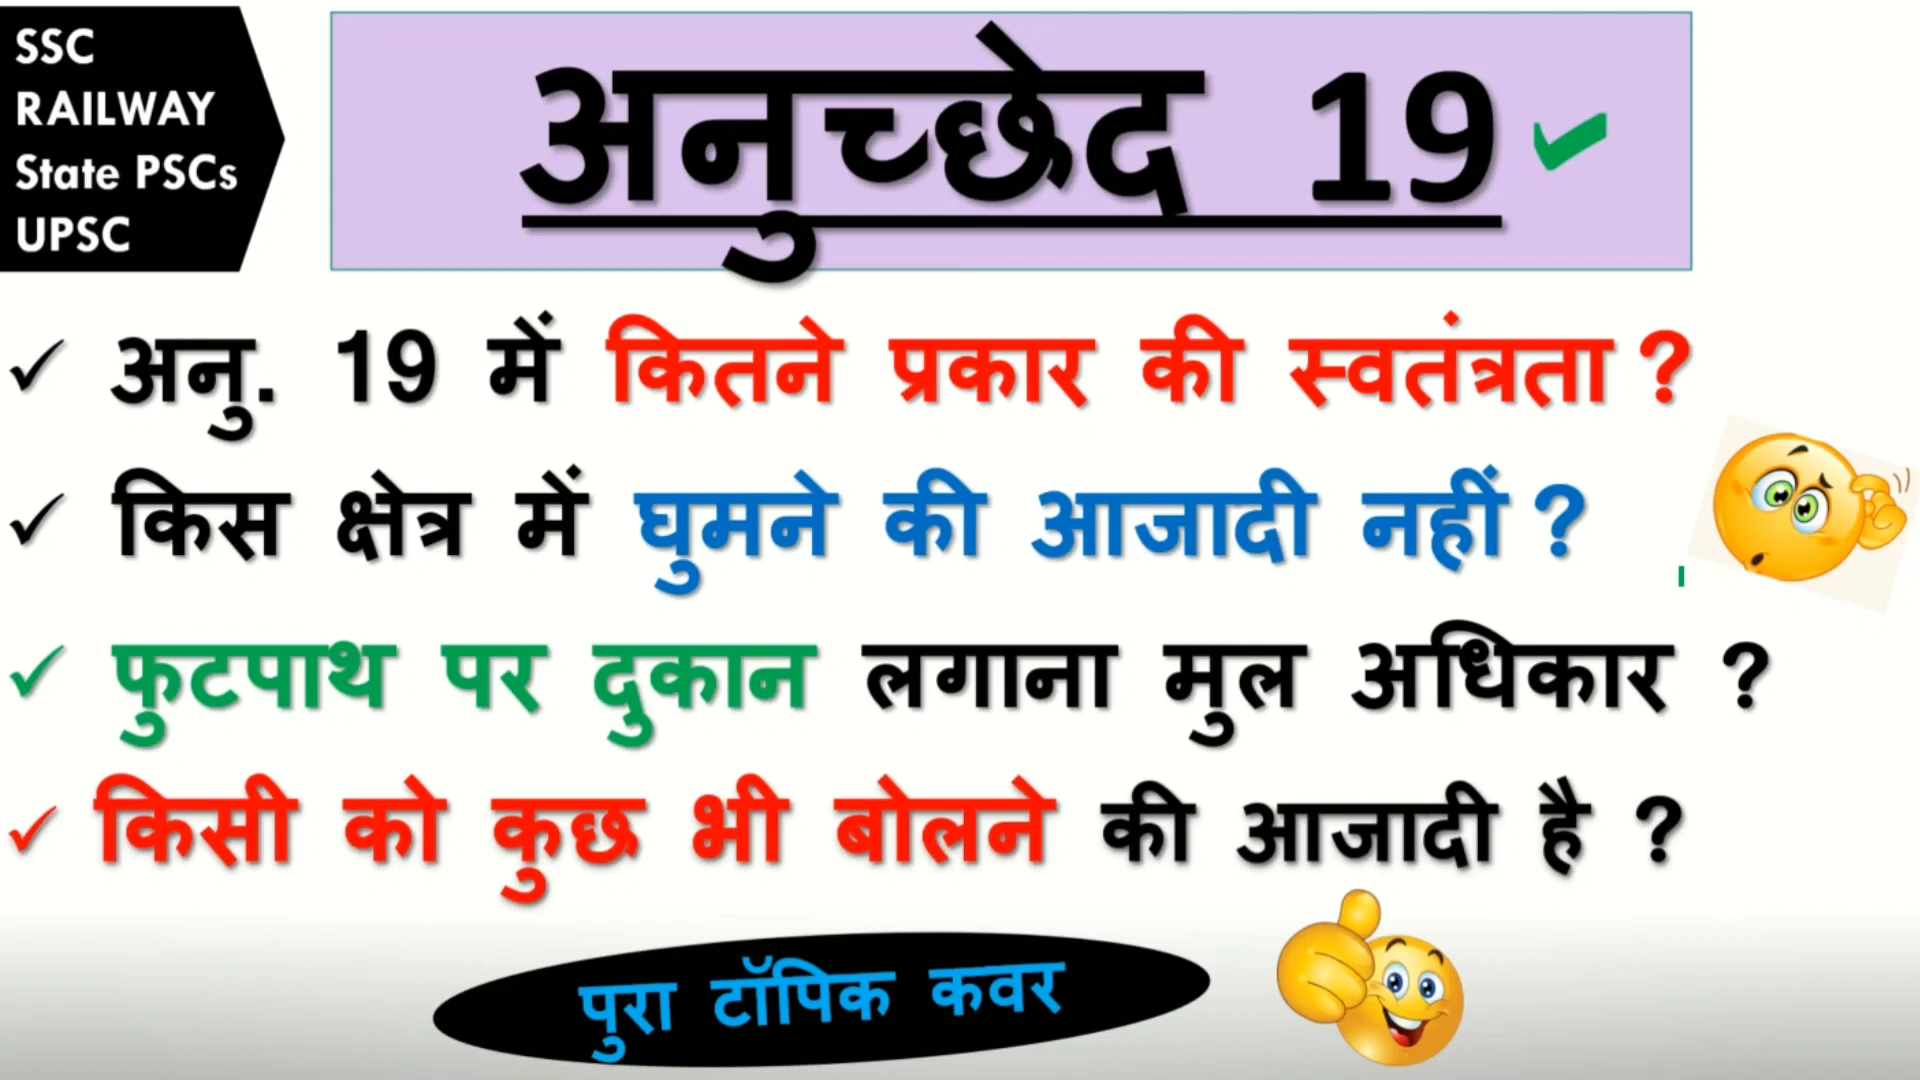 SSC
RAILWAY
State PSCs
UPSC
अनुच्छेद 19
अनु. 19 में कितने प्रकार की स्वतंत्रता ?
किस क्षेत्र में घुमने की आजादी नहीं ?
फुटपाथ पर दुकान लगाना मुल अधिकार ?
किसी को कुछ भी बोलने की आजादी है ?
पुरा टॉपिक कवर